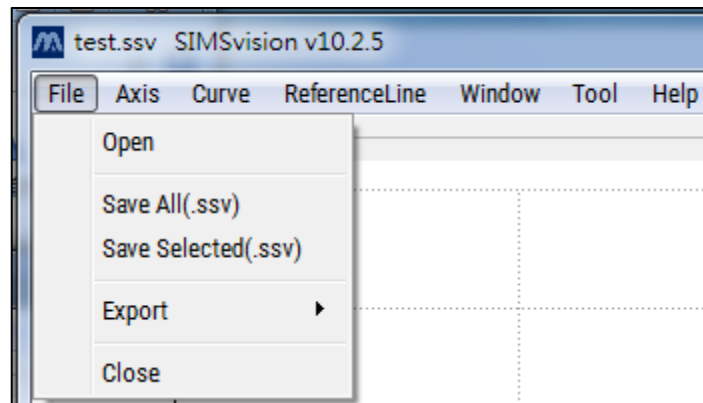 test.ssv SIMSvision v10.2.5
File Axis Curve ReferenceLine Window Tool Help
Open
Save All(.ssv)
Save Selected(.ssv)
Export
Close